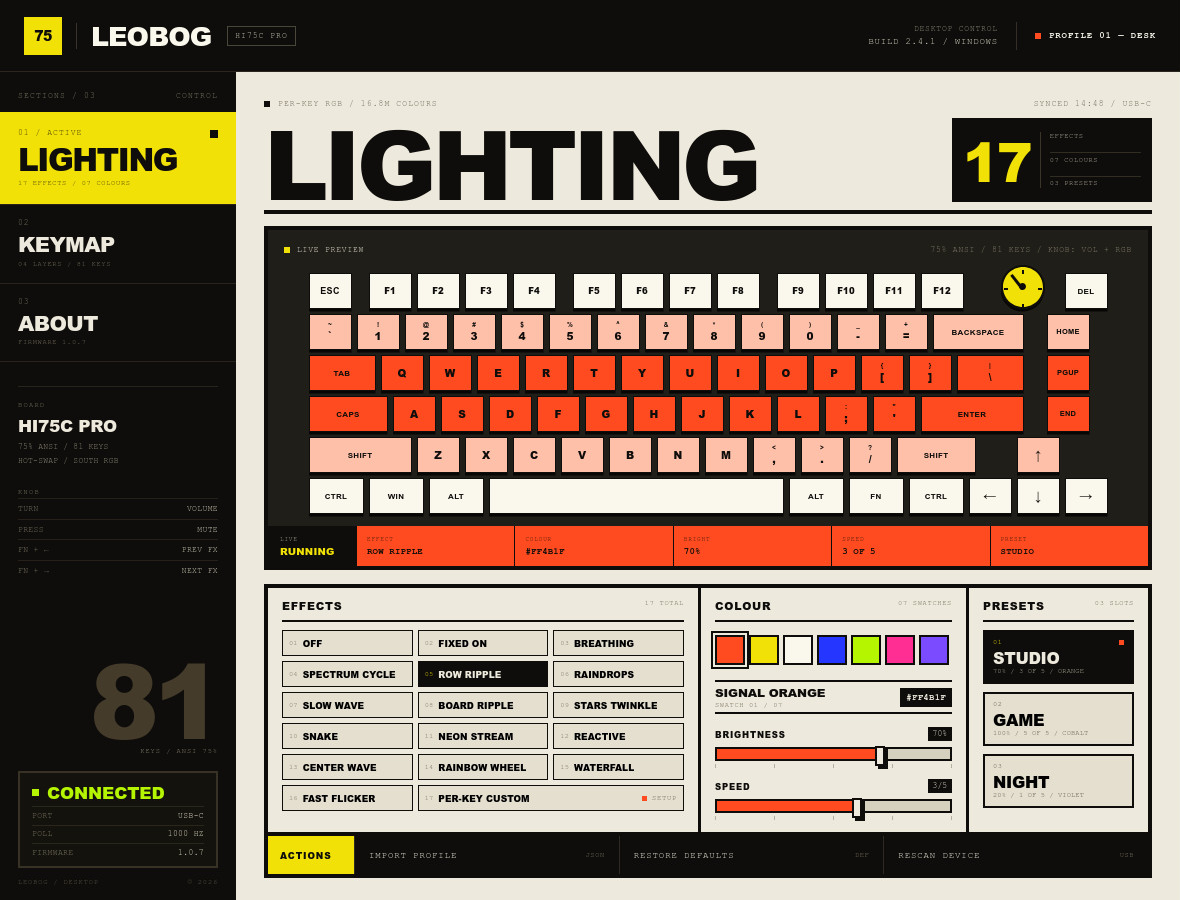 75 LEOBOG HI75C PRO
DESKTOP CONTROL
BUILD 2.4.1 / WINDOWS
PROFILE 01 — DESK
SECTIONS / 03 CONTROL
01 / ACTIVE
LIGHTING
17 EFFECTS / 07 COLOURS
02
KEYMAP
04 LAYERS / 81 KEYS
03
ABOUT
FIRMWARE 1.0.7
BOARD
HI75C PRO
75% ANSI / 81 KEYS
HOT-SWAP / SOUTH RGB
KNOB
TURN VOLUME
PRESS MUTE
FN + ← PREV FX
FN + → NEXT FX
81
KEYS / ANSI 75%
CONNECTED
PORT USB-C
POLL 1000 HZ
FIRMWARE 1.0.7
LEOBOG / DESKTOP © 2026
PER-KEY RGB / 16.8M COLOURS SYNCED 14:48 / USB-C
LIGHTING
17
EFFECTS
07 COLOURS
03 PRESETS
LIVE PREVIEW 75% ANSI / 81 KEYS / KNOB: VOL + RGB
ESC F1 F2 F3 F4 F5 F6 F7 F8 F9 F10 F11 F12 DEL
~ ! @ # $ % ^ & * ( ) _ +
` 1 2 3 4 5 6 7 8 9 0 - = BACKSPACE HOME
TAB Q W E R T Y U I O P { [ } ] | \ PGUP
CAPS A S D F G H J K L : ; " ' ENTER END
SHIFT Z X C V B N M < , > . ? / SHIFT ↑
CTRL WIN ALT ALT FN CTRL ← ↓ →
LIVE EFFECT COLOUR BRIGHT SPEED PRESET
RUNNING ROW RIPPLE #FF4B1F 70% 3 OF 5 STUDIO
EFFECTS 17 TOTAL
01 OFF 02 FIXED ON 03 BREATHING
04 SPECTRUM CYCLE 05 ROW RIPPLE 06 RAINDROPS
07 SLOW WAVE 08 BOARD RIPPLE 09 STARS TWINKLE
10 SNAKE 11 NEON STREAM 12 REACTIVE
13 CENTER WAVE 14 RAINBOW WHEEL 15 WATERFALL
16 FAST FLICKER 17 PER-KEY CUSTOM SETUP
COLOUR 07 SWATCHES
SIGNAL ORANGE #FF4B1F
SWATCH 01 / 07
BRIGHTNESS 70%
SPEED 3/5
PRESETS 03 SLOTS
01
STUDIO
70% / 3 OF 5 / ORANGE
02
GAME
100% / 5 OF 5 / COBALT
03
NIGHT
20% / 1 OF 5 / VIOLET
ACTIONS IMPORT PROFILE JSON RESTORE DEFAULTS DEF RESCAN DEVICE USB